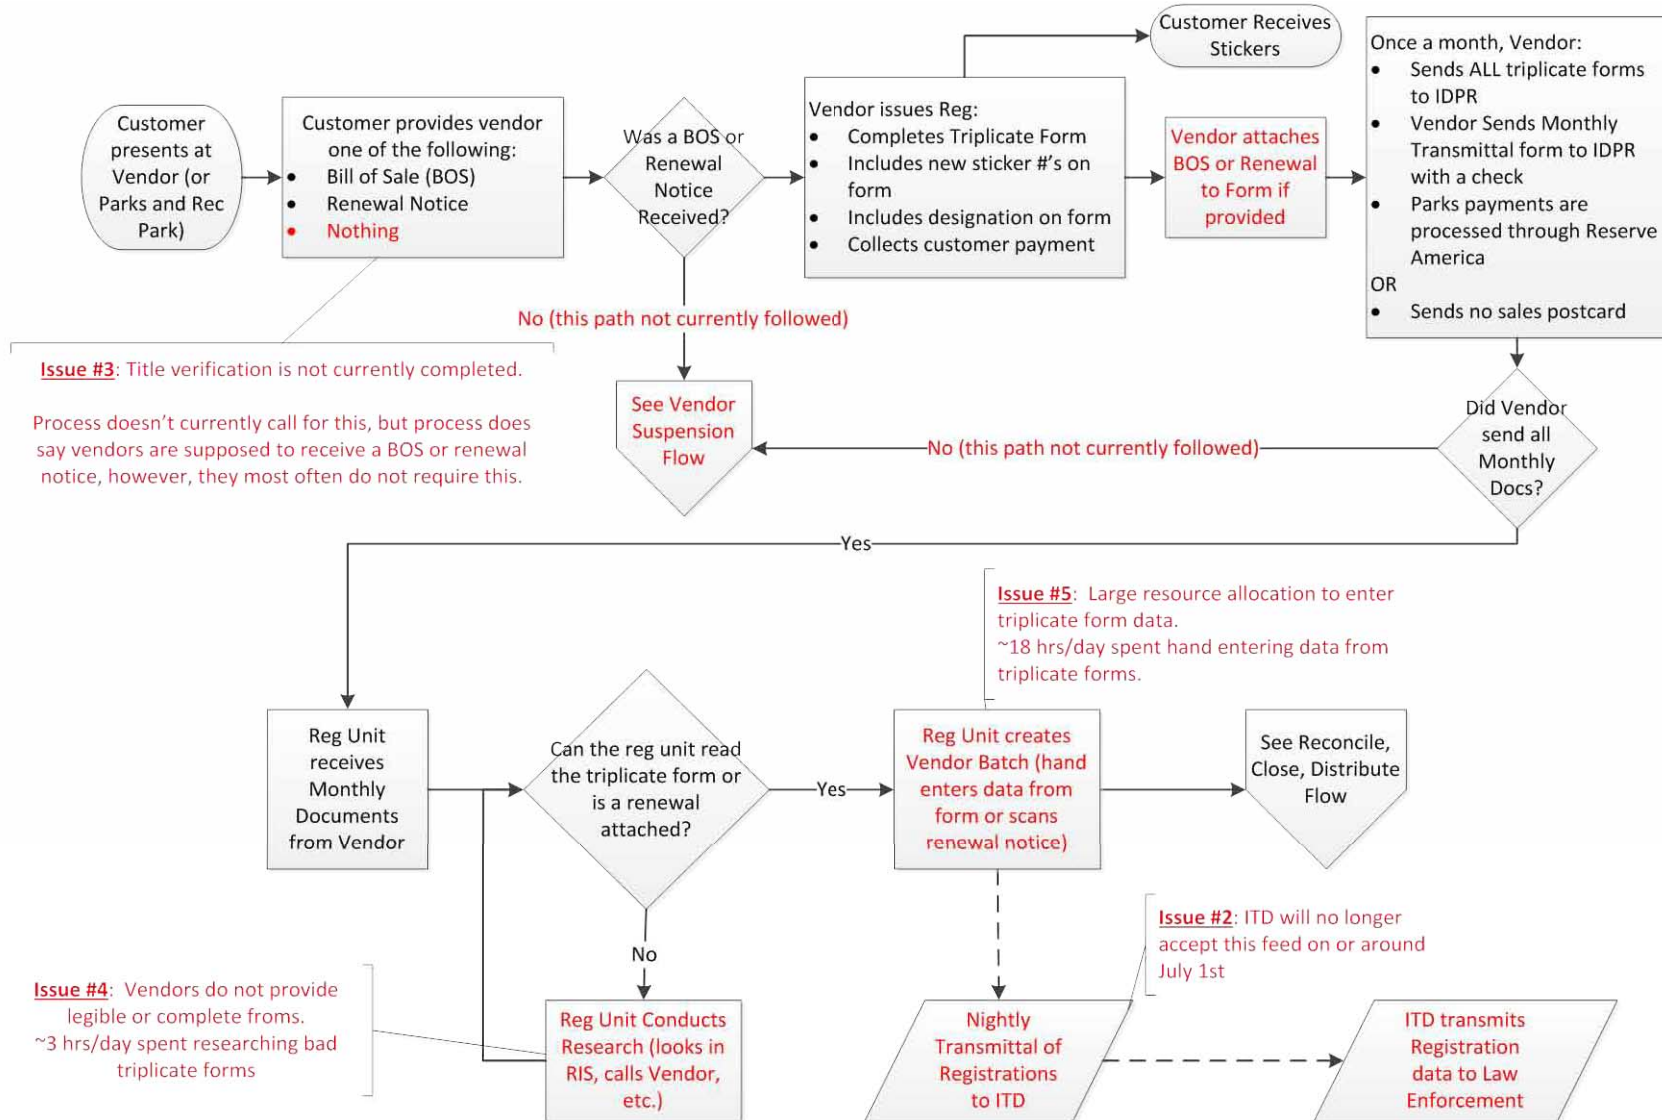 Customer
presents at
Vendor (or
Parks and Rec
Park)
Customer provides vendor
one of the following:
• Bill of Sale (BOS)
• Renewal Notice
• Nothing
Was a BOS or
Renewal
Notice
Received?
Vendor issues Reg:
• Completes Triplicate Form
• Includes new sticker #'s on
form
• Includes designation on form
• Collects customer payment
Customer Receives
Stickers
Vendor attaches
BOS or Renewal
to Form if
provided
Once a month, Vendor:
• Sends ALL triplicate forms
to IDPR
• Vendor Sends Monthly
Transmittal form to IDPR
with a check
• Parks payments are
processed through Reserve
America
OR
• Sends no sales postcard
No (this path not currently followed)
Issue #3: Title verification is not currently completed.
Process doesn't currently call for this, but process does
say vendors are supposed to receive a BOS or renewal
notice, however, they most often do not require this.
See Vendor
Suspension
Flow
No (this path not currently followed)
Did Vendor
send all
Monthly
Docs?
Yes
Issue #5: Large resource allocation to enter
triplicate form data.
~18 hrs/day spent hand entering data from
triplicate forms.
Reg Unit
receives
Monthly
Documents
from Vendor
Can the reg unit read
the triplicate form or
is a renewal
attached?
Yes
Reg Unit creates
Vendor Batch (hand
enters data from
form or scans
renewal notice)
See Reconcile,
Close, Distribute
Flow
No
Issue #4: Vendors do not provide
legible or complete froms.
~3 hrs/day spent researching bad
triplicate forms
Reg Unit Conducts
Research (looks in
RIS, calls Vendor,
etc.)
Issue #2: ITD will no longer
accept this feed on or around
July 1st
Nightly
Transmittal of
Registrations
to ITD
ITD transmits
Registration
data to Law
Enforcement